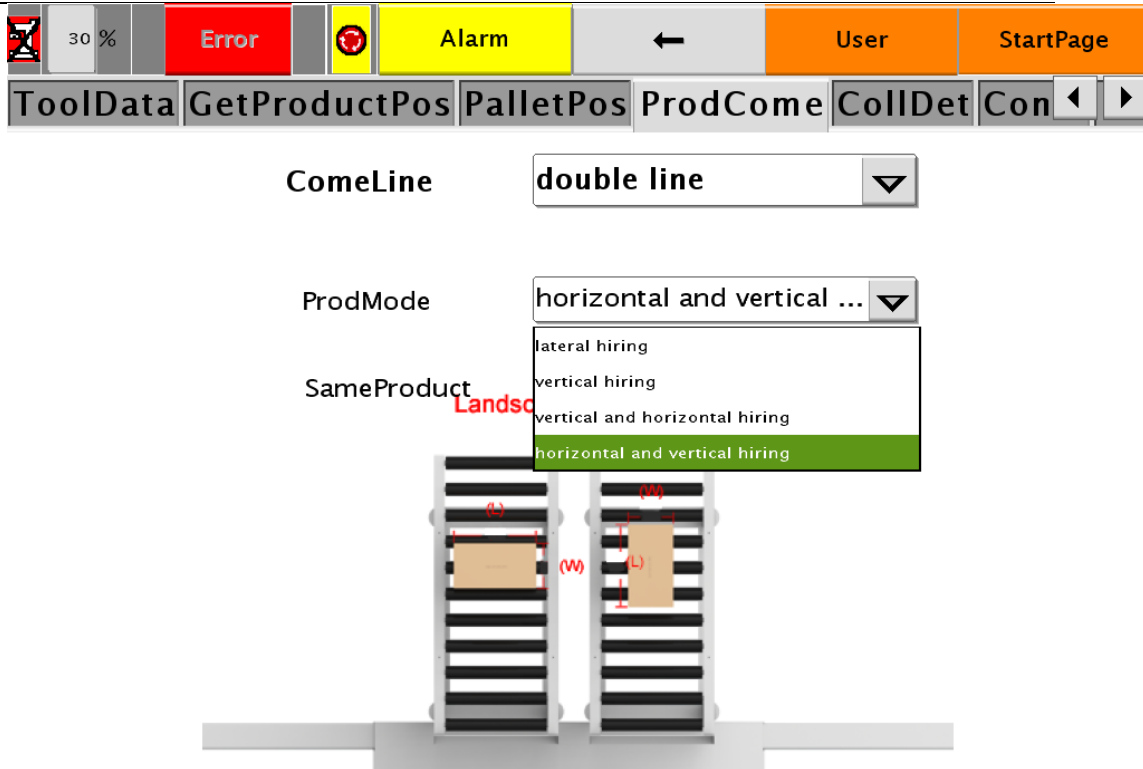 30 % Error Alarm User StartPage
ToolData GetProductPos PalletPos ProdCome CollDet Con
ComeLine double line
ProdMode horizontal and vertical ...
lateral hiring
SameProduct vertical hiring
Landsc vertical and horizontal hiring
horizontal and vertical hiring
(W)
(L)
(W) (L)